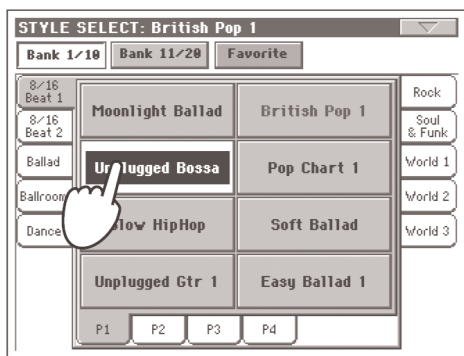 STYLE SELECT: British Pop 1
Bank 1/10 Bank 11/20 Favorite
8/16
Beat 1
8/16
Beat 2
Ballad
Ballroom
Dance
Moonlight Ballad British Pop 1
Unplugged Bossa Pop Chart 1
Slow HipHop Soft Ballad
Unplugged Gtr 1 Easy Ballad 1
Rock
Soul
& Funk
World 1
World 2
World 3
P1 P2 P3 P4